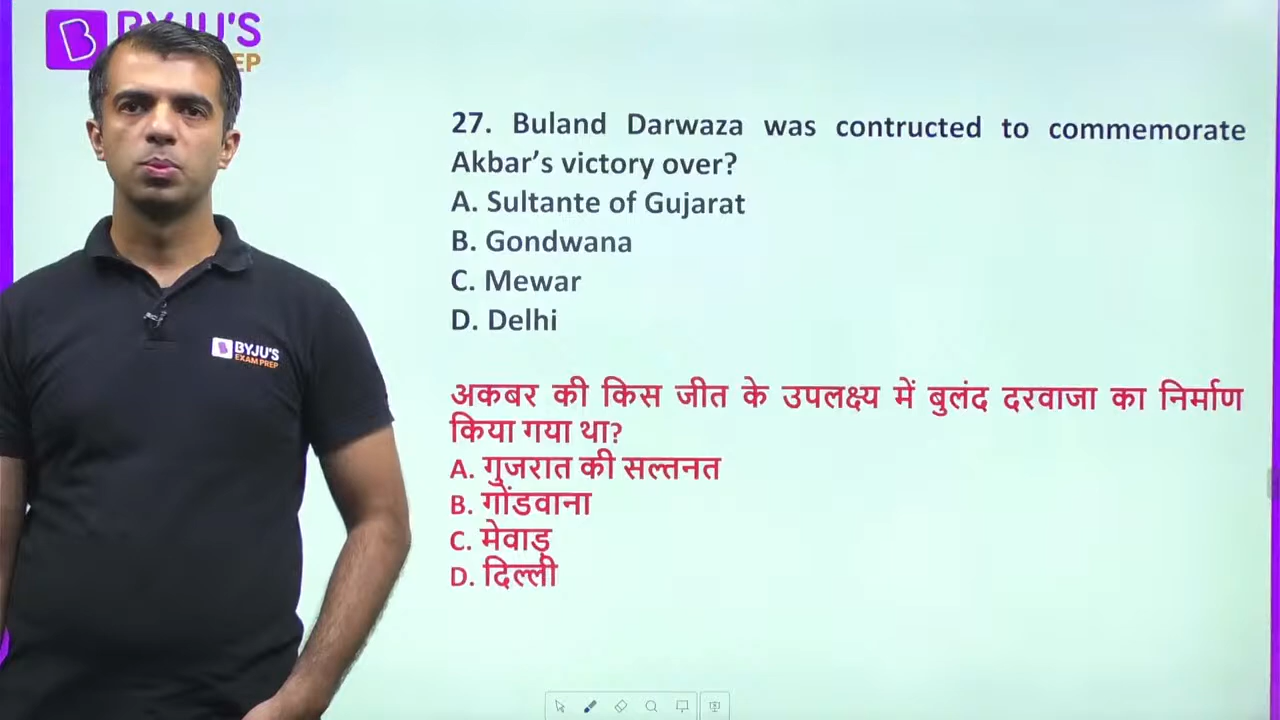 BYJU'S
EP
27. Buland Darwaza was contructed to commemorate
Akbar's victory over?
A. Sultante of Gujarat
B. Gondwana
C. Mewar
D. Delhi
अकबर की किस जीत के उपलक्ष्य में बुलंद दरवाजा का निर्माण
किया गया था?
A. गुजरात की सल्तनत
B. गोंडवाना
C. मेवाड़
D. दिल्ली
BYJU'S
EXAM PREP